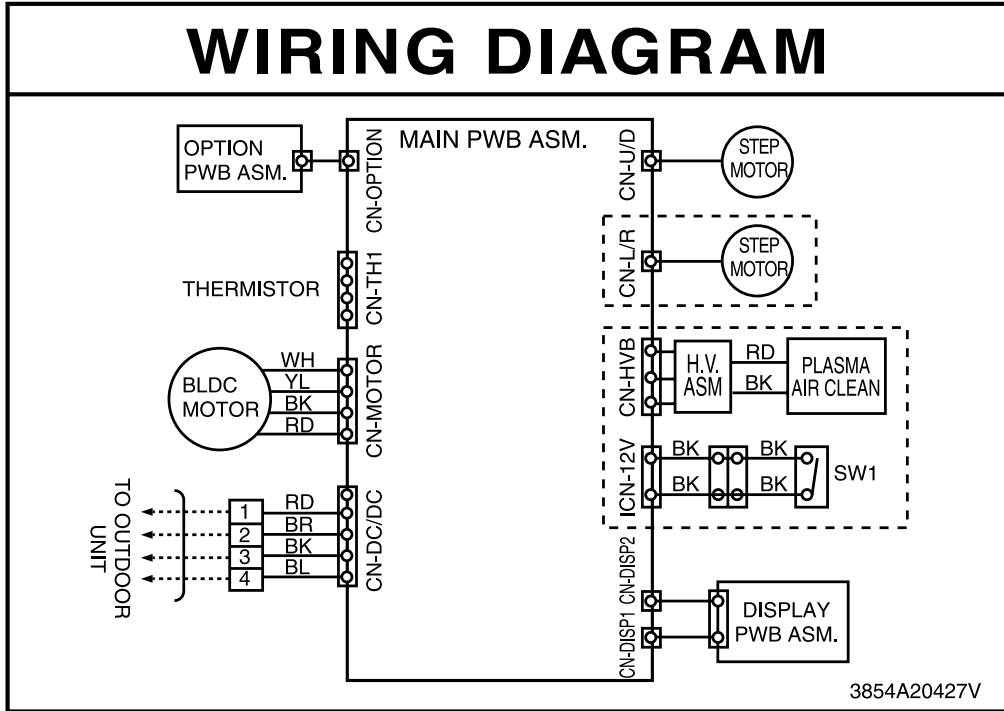 WIRING DIAGRAM
MAIN PWB ASM.
OPTION
PWB ASM.
CN-OPTION
THERMISTOR
CN-TH1
BLDC
MOTOR
WH
YL
BK
RD
CN-MOTOR
TO OUTDOOR
UNIT
1
2
3
4
RD
BR
BK
BL
CN-DC/DC
CN-U/D
STEP
MOTOR
CN-L/R
STEP
MOTOR
CN-HVB
H.V.
ASM
RD
BK
PLASMA
AIR CLEAN
ICN-12V
BK
BK
BK
BK
SW1
CN-DISP2
CN-DISP1
DISPLAY
PWB ASM.
3854A20427V